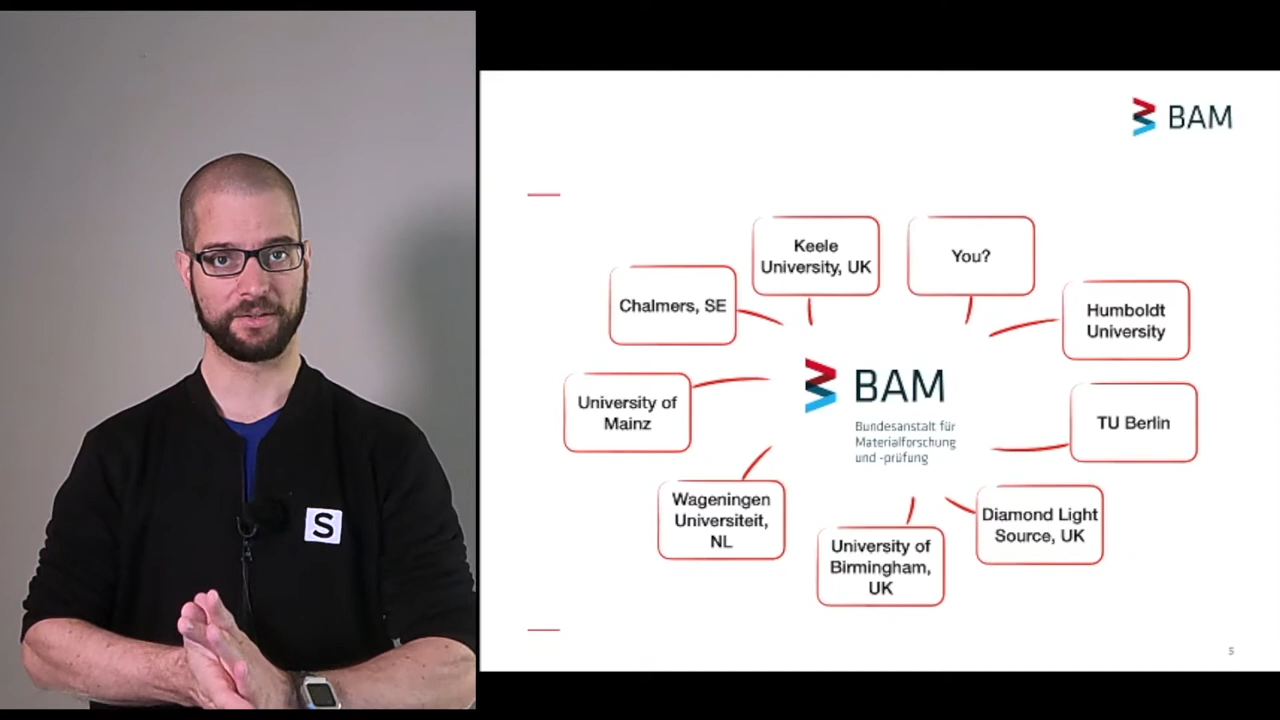 S
BAM
Keele
University, UK
You?
Chalmers, SE
Humboldt
University
University of
Mainz
BAM
Bundesanstalt für
Materialforschung
und -prüfung
TU Berlin
Wageningen
Universiteit,
NL
University of
Birmingham,
UK
Diamond Light
Source, UK
5